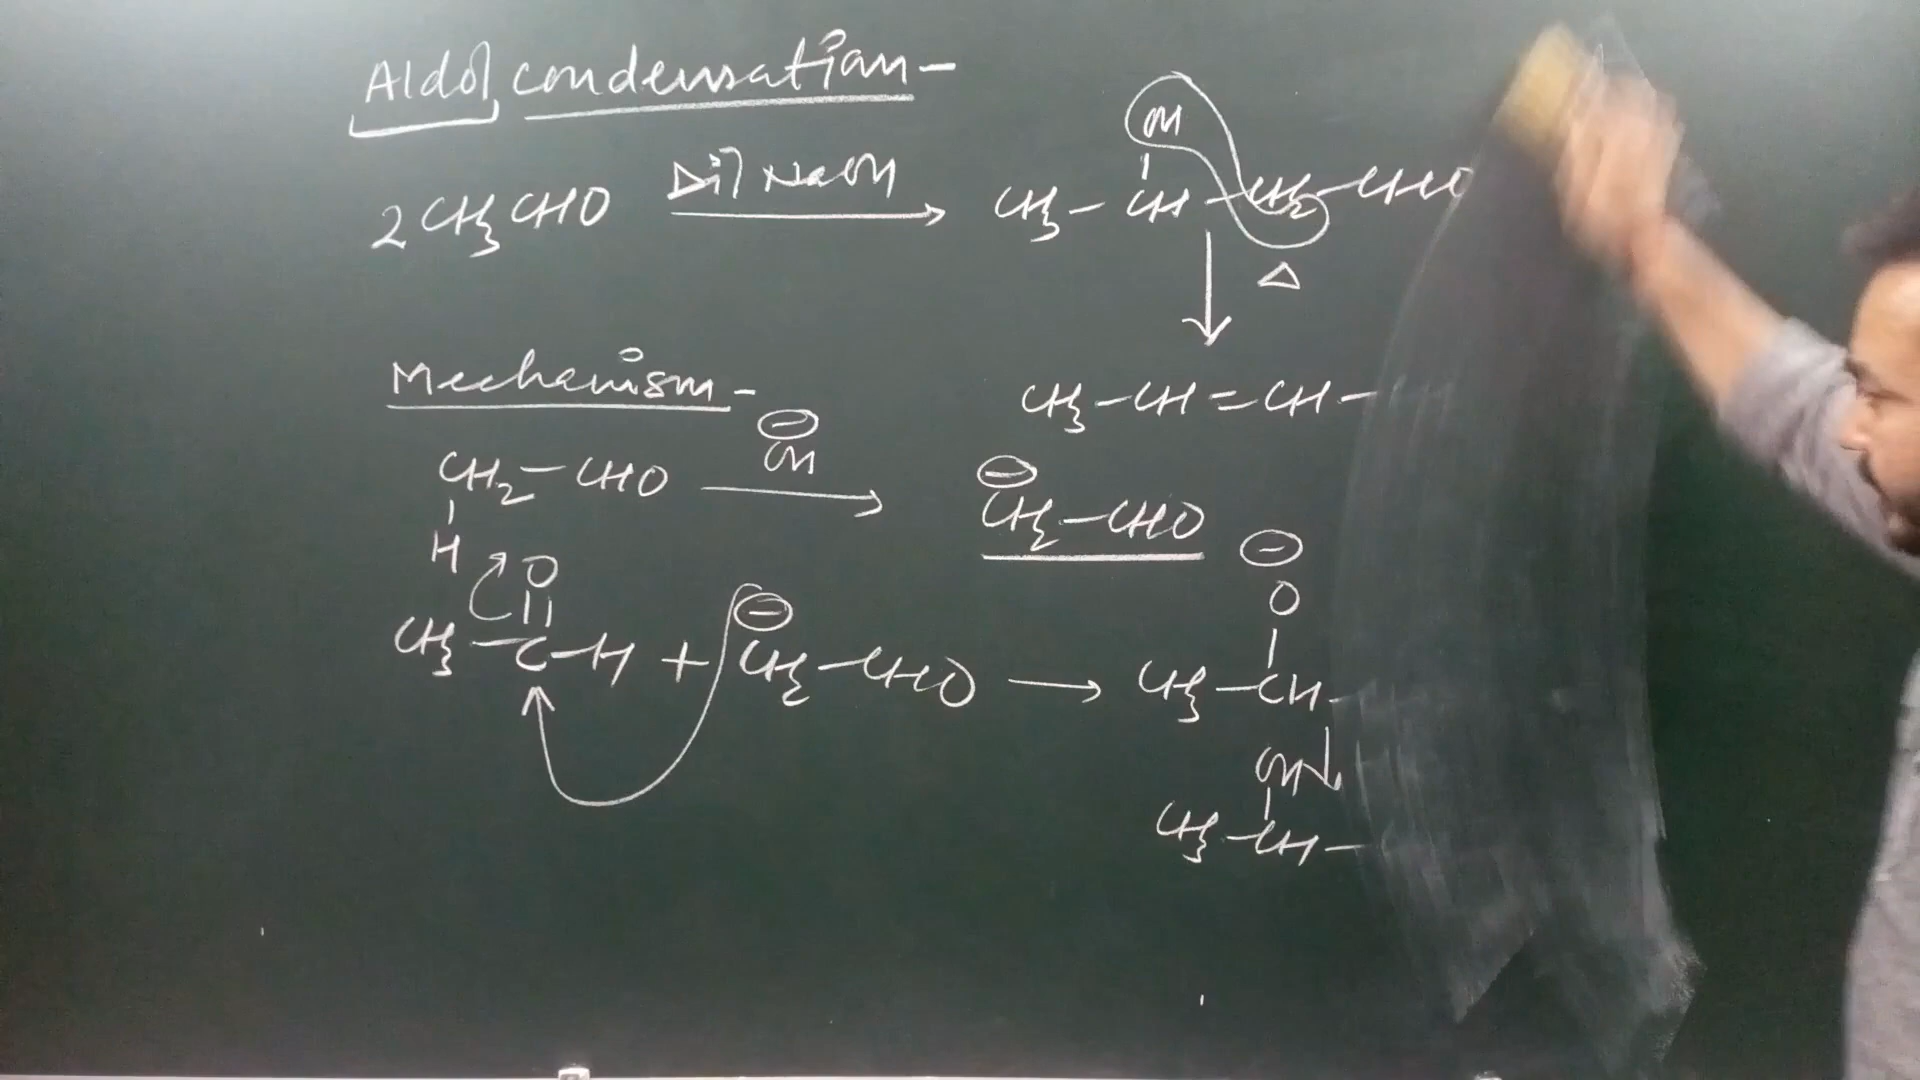 Aldol condensation-
2CH3CHO Dil NaOH → CH3-CH-CH2-CHO
OH
Δ
↓
CH3-CH=CH-
Mechanism-
CH2-CHO → ⊖CH2-CHO
H
⊖
OH
O
CH3-C-H + ⊖CH2-CHO → CH3-CH-
⊖
O
OH
CH3-CH-